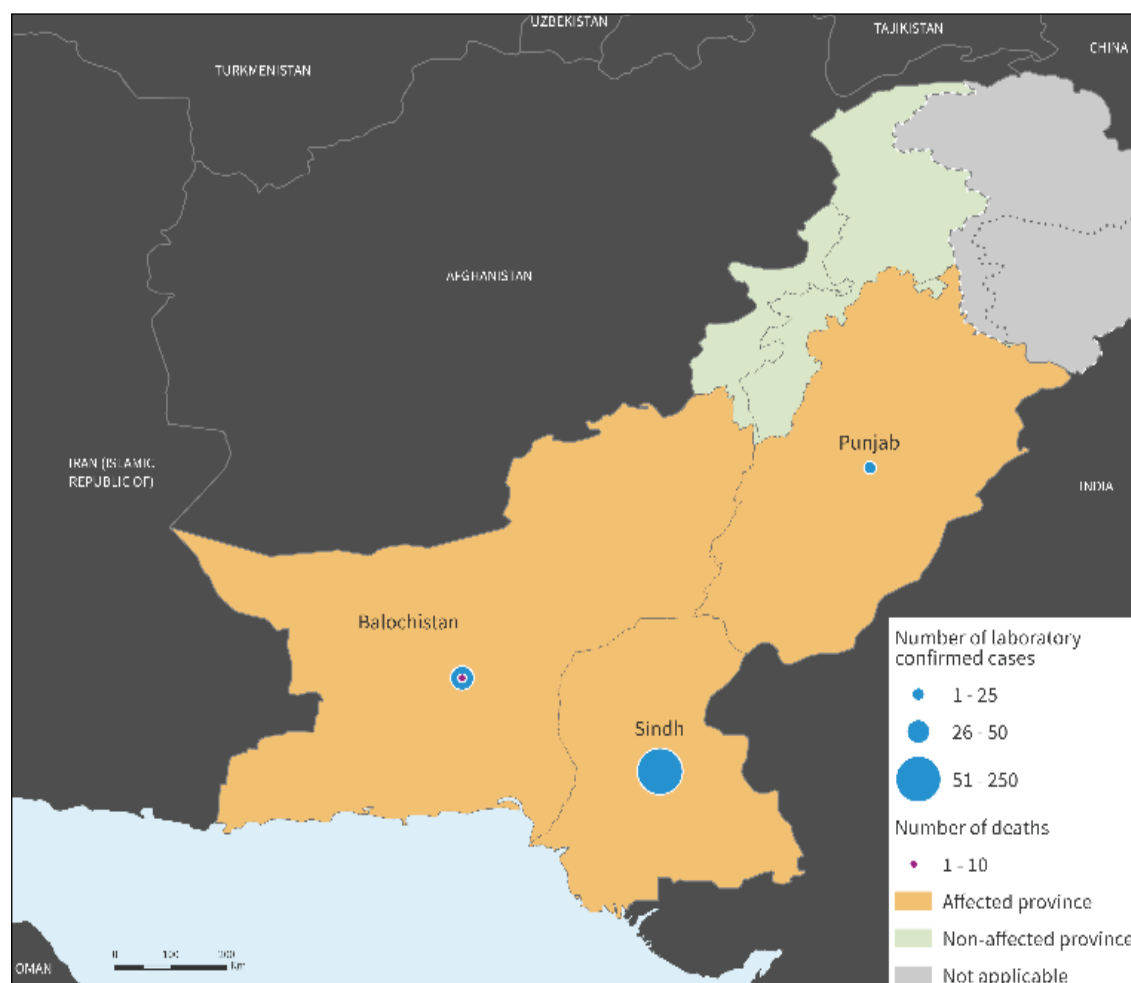 UZBEKISTAN
TAJIKISTAN
CHINA
TURKMENISTAN
AFGHANISTAN
Punjab
IRAN (ISLAMIC
REPUBLIC OF)
INDIA
Balochistan
Sindh
Number of laboratory
confirmed cases
1 - 25
26 - 50
51 - 250
Number of deaths
1 - 10
Affected province
Non-affected province
Not applicable
0 100 200
Km
OMAN